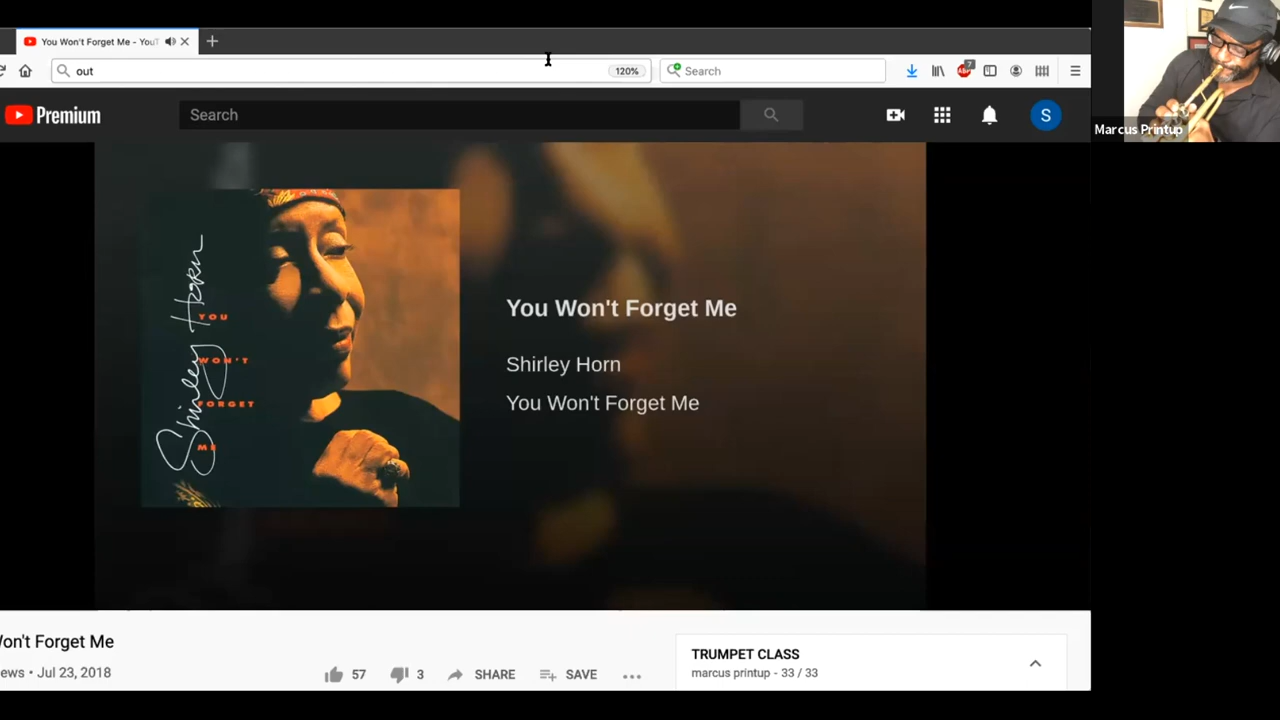 You Won't Forget Me - YouT
out
120%
Search
7
Marcus Printup
Premium
Search
S
Shirley Horn
YOU
WON'T
FORGET
ME
You Won't Forget Me
Shirley Horn
You Won't Forget Me
Won't Forget Me
ews • Jul 23, 2018
57
3
SHARE
SAVE
TRUMPET CLASS
marcus printup - 33 / 33